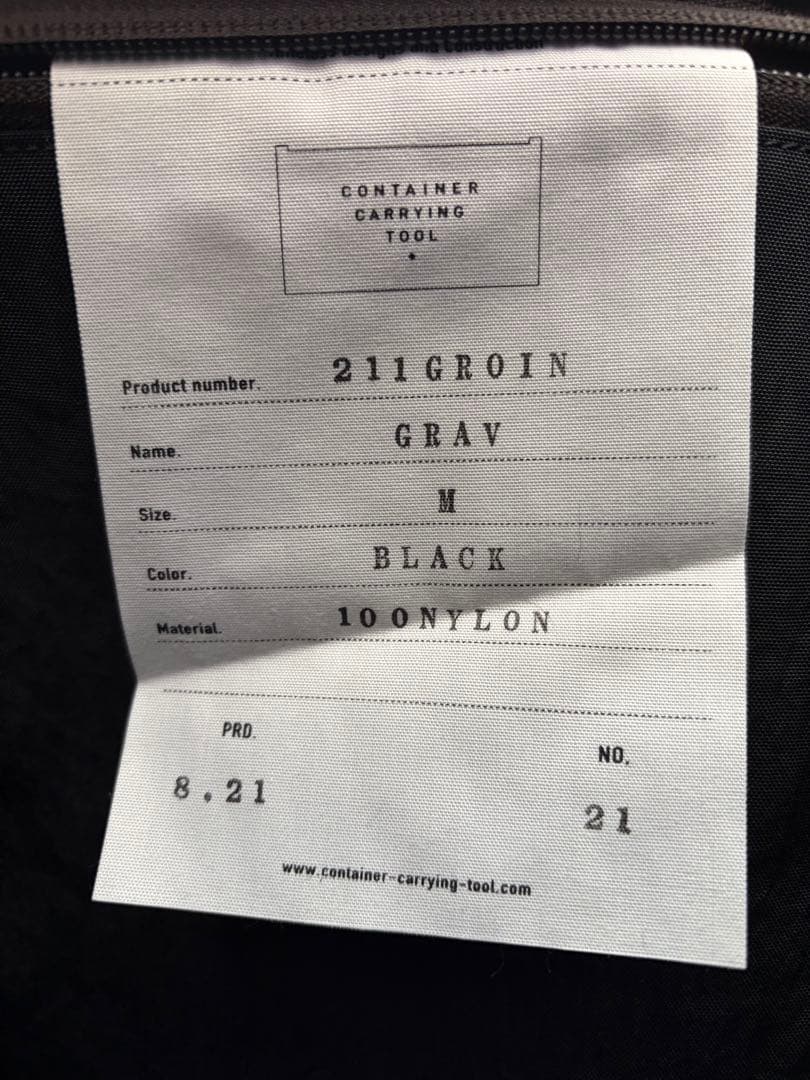 CONTAINER
CARRYING
TOOL
Product number. 211GROIN
Name. GRAV
Size. M
Color. BLACK
Material. 100NYLON
PRD. NO.
8.21 21
www.container-carrying-tool.com